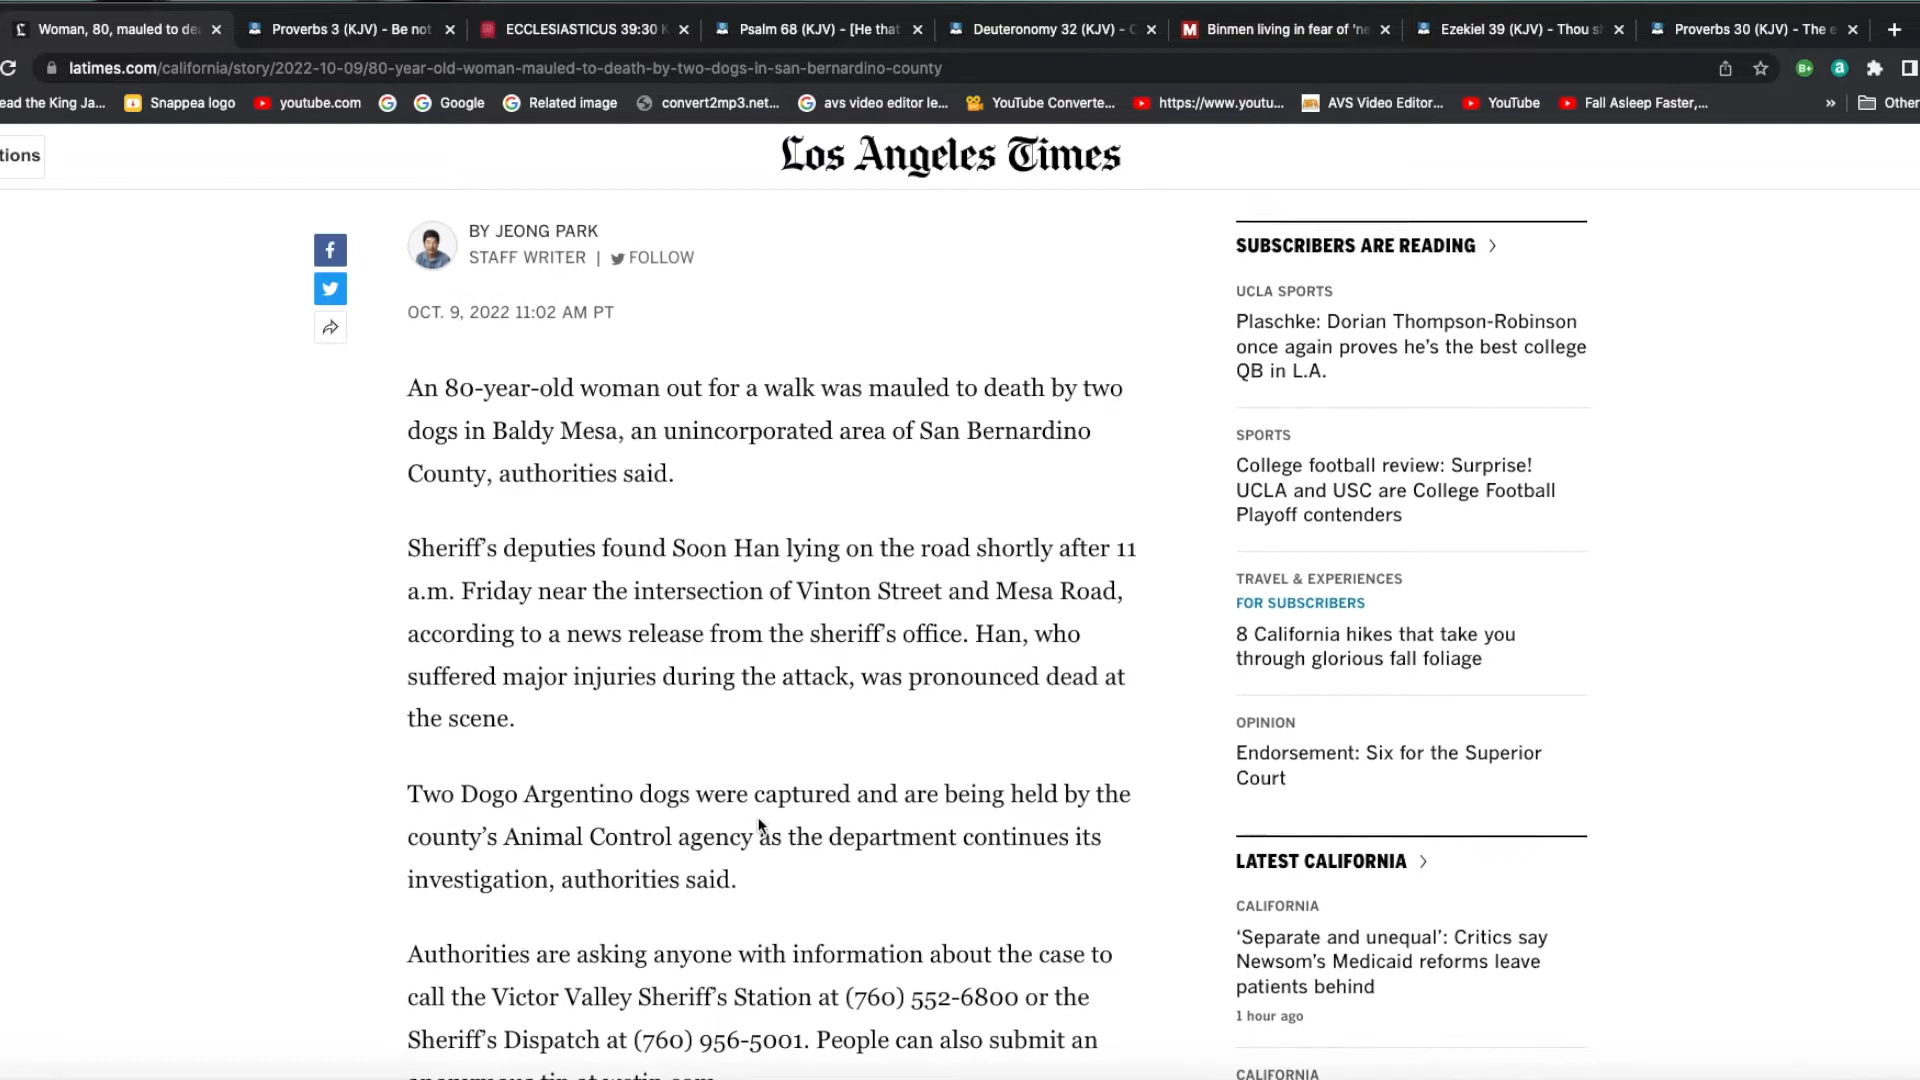 Woman, 80, mauled to de
Proverbs 3 (KJV) - Be not
ECCLESIASTICUS 39:30 K
Psalm 68 (KJV) - [He that
Deuteronomy 32 (KJV) - C
Binmen living in fear of 'ne
Ezekiel 39 (KJV) - Thou s
Proverbs 30 (KJV) - The e
latimes.com/california/story/2022-10-09/80-year-old-woman-mauled-to-death-by-two-dogs-in-san-bernardino-county
ead the King Ja...
Snappea logo
youtube.com
Google
Related image
convert2mp3.net...
avs video editor le...
YouTube Converte...
https://www.youtu...
AVS Video Editor...
YouTube
Fall Asleep Faster,...
»
Other
tions
Los Angeles Times
BY JEONG PARK
STAFF WRITER | FOLLOW
OCT. 9, 2022 11:02 AM PT
An 80-year-old woman out for a walk was mauled to death by two
dogs in Baldy Mesa, an unincorporated area of San Bernardino
County, authorities said.
Sheriff's deputies found Soon Han lying on the road shortly after 11
a.m. Friday near the intersection of Vinton Street and Mesa Road,
according to a news release from the sheriff's office. Han, who
suffered major injuries during the attack, was pronounced dead at
the scene.
Two Dogo Argentino dogs were captured and are being held by the
county's Animal Control agency as the department continues its
investigation, authorities said.
Authorities are asking anyone with information about the case to
call the Victor Valley Sheriff's Station at (760) 552-6800 or the
Sheriff's Dispatch at (760) 956-5001. People can also submit an
SUBSCRIBERS ARE READING
UCLA SPORTS
Plaschke: Dorian Thompson-Robinson
once again proves he's the best college
QB in L.A.
SPORTS
College football review: Surprise!
UCLA and USC are College Football
Playoff contenders
TRAVEL & EXPERIENCES
FOR SUBSCRIBERS
8 California hikes that take you
through glorious fall foliage
OPINION
Endorsement: Six for the Superior
Court
LATEST CALIFORNIA
CALIFORNIA
'Separate and unequal': Critics say
Newsom's Medicaid reforms leave
patients behind
1 hour ago
CALIFORNIA